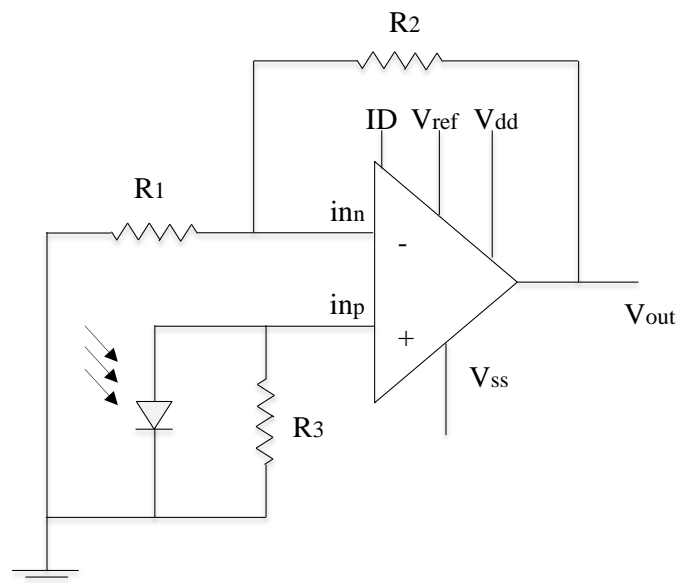 R2
ID Vref Vdd
R1
inn
-
inp
Vout
+
Vss
R3